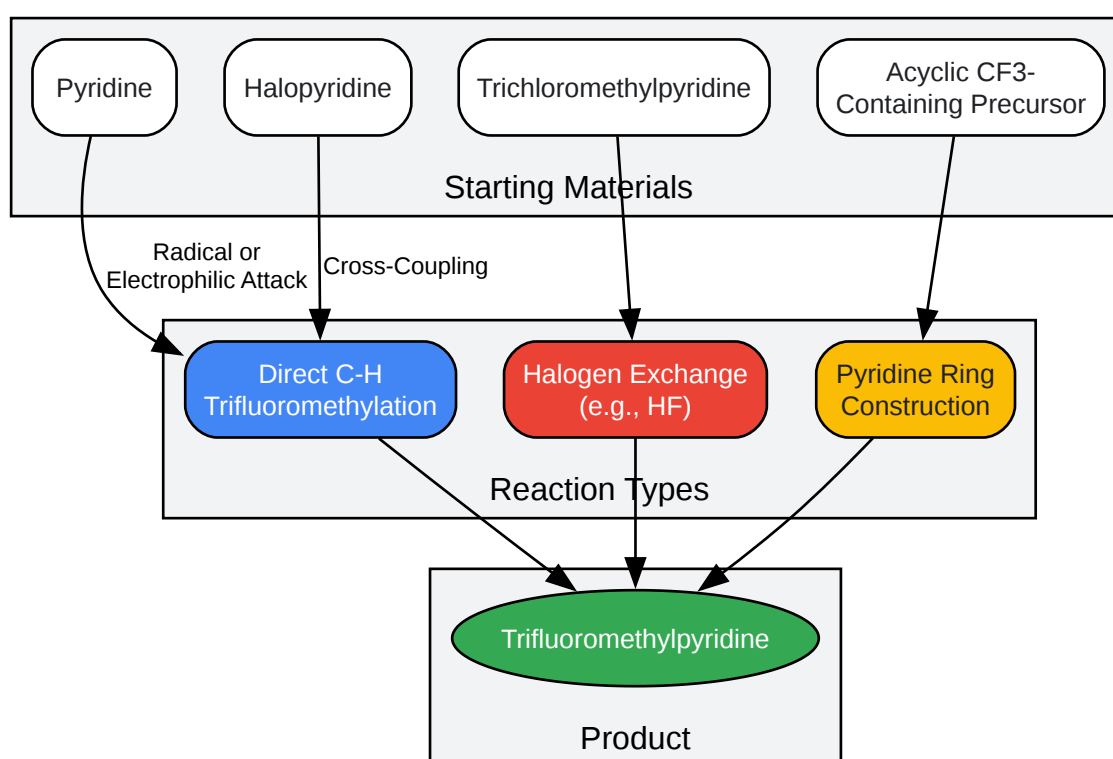 Pyridine
Halopyridine
Trichloromethylpyridine
Acyclic CF3-
Containing Precursor
Starting Materials
Radical or
Electrophilic Attack
Cross-Coupling
Direct C-H
Trifluoromethylation
Halogen Exchange
(e.g., HF)
Pyridine Ring
Construction
Reaction Types
Trifluoromethylpyridine
Product